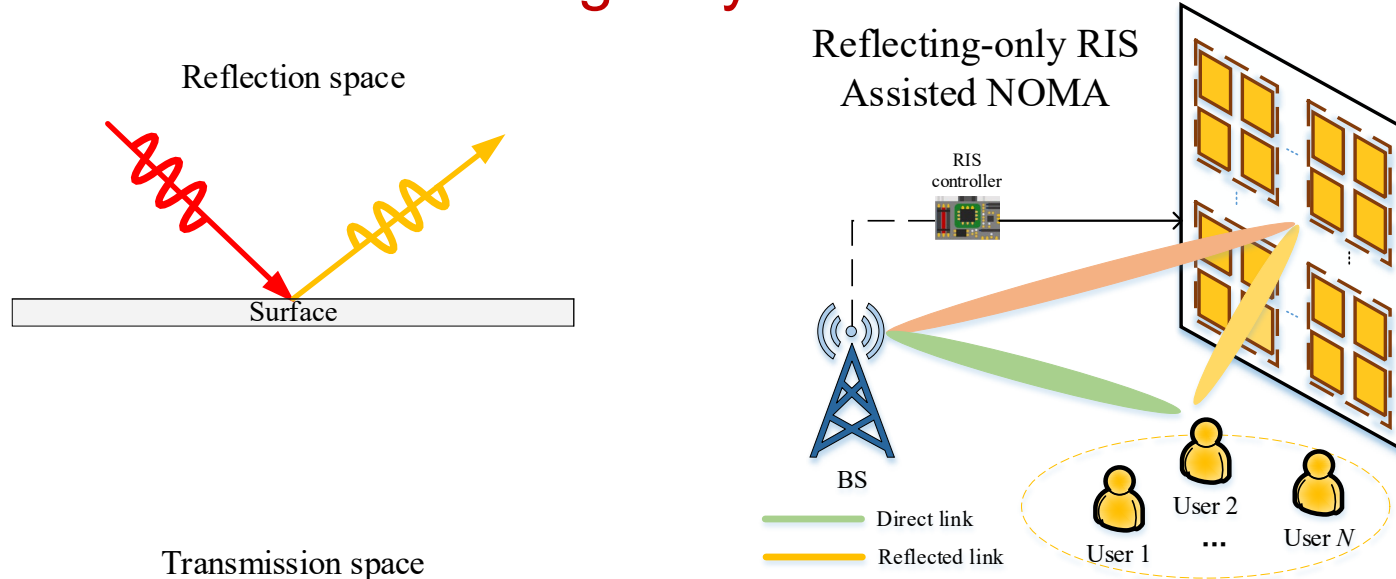 Reflection space
Surface
Transmission space
Reflecting-only RIS
Assisted NOMA
RIS
controller
BS
Direct link
Reflected link
User 1
User 2
...
User N